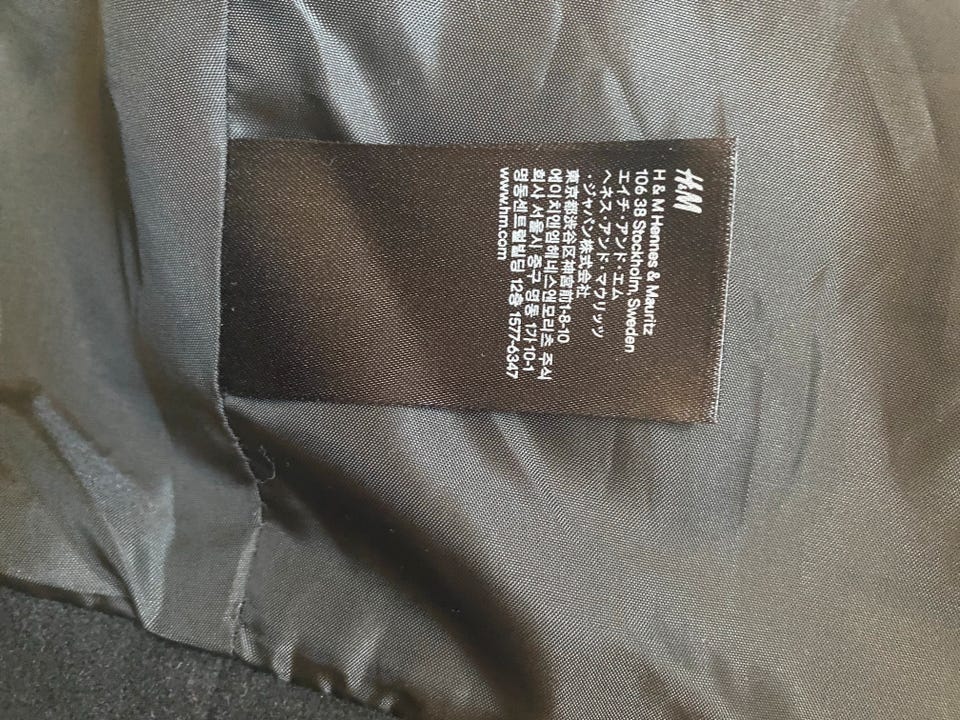 H&M
H & M Hennes & Mauritz
106 38 Stockholm, Sweden
エイチ・アンド・エム
ヘネス・アンド・マウリッツ
・ジャパン株式会社
東京都渋谷区神宮前1-8-10
에이치앤엠헤네스앤모리츠 주식
회사 서울시 중구 명동 1가 10-1
명동센트럴빌딩 12층 1577-6347
www.hm.com